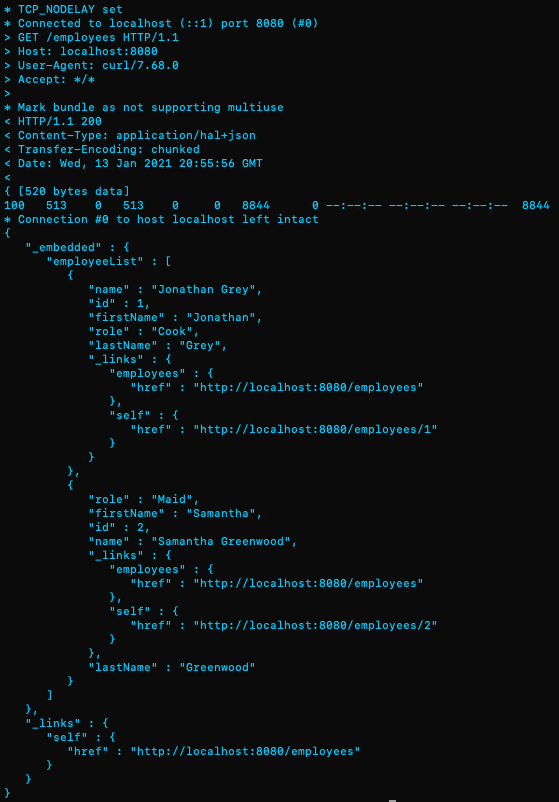 * TCP_NODELAY set
* Connected to localhost (::1) port 8080 (#0)
> GET /employees HTTP/1.1
> Host: localhost:8080
> User-Agent: curl/7.68.0
> Accept: */*
>
* Mark bundle as not supporting multiuse
< HTTP/1.1 200
< Content-Type: application/hal+json
< Transfer-Encoding: chunked
< Date: Wed, 13 Jan 2021 20:55:56 GMT
<
{ [520 bytes data]
100   513    0   513    0     0   8844      0 --:--:-- --:--:-- --:--:--  8844
* Connection #0 to host localhost left intact
{
   "_embedded" : {
      "employeeList" : [
         {
            "name" : "Jonathan Grey",
            "id" : 1,
            "firstName" : "Jonathan",
            "role" : "Cook",
            "lastName" : "Grey",
            "_links" : {
               "employees" : {
                  "href" : "http://localhost:8080/employees"
               },
               "self" : {
                  "href" : "http://localhost:8080/employees/1"
               }
            }
         },
         {
            "role" : "Maid",
            "firstName" : "Samantha",
            "id" : 2,
            "name" : "Samantha Greenwood",
            "_links" : {
               "employees" : {
                  "href" : "http://localhost:8080/employees"
               },
               "self" : {
                  "href" : "http://localhost:8080/employees/2"
               }
            },
            "lastName" : "Greenwood"
         }
      ]
   },
   "_links" : {
      "self" : {
         "href" : "http://localhost:8080/employees"
      }
   }
}